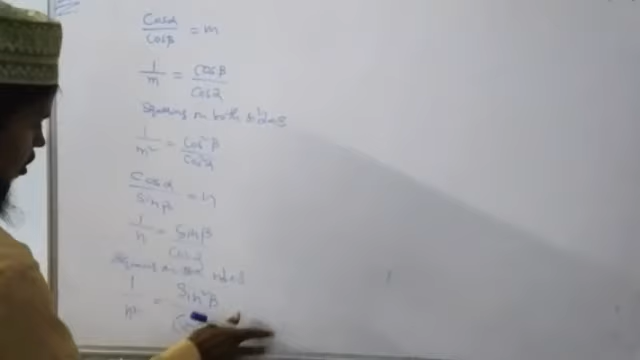 Cosα/Cosβ = m
1/m = Cosβ/Cosα
Squaring on both sides
1/m² = Cos²β/Cos²α
Cosα/Sinβ = n
1/n = Sinβ/Cosα
Squaring on both sides
1/n² = Sin²β/